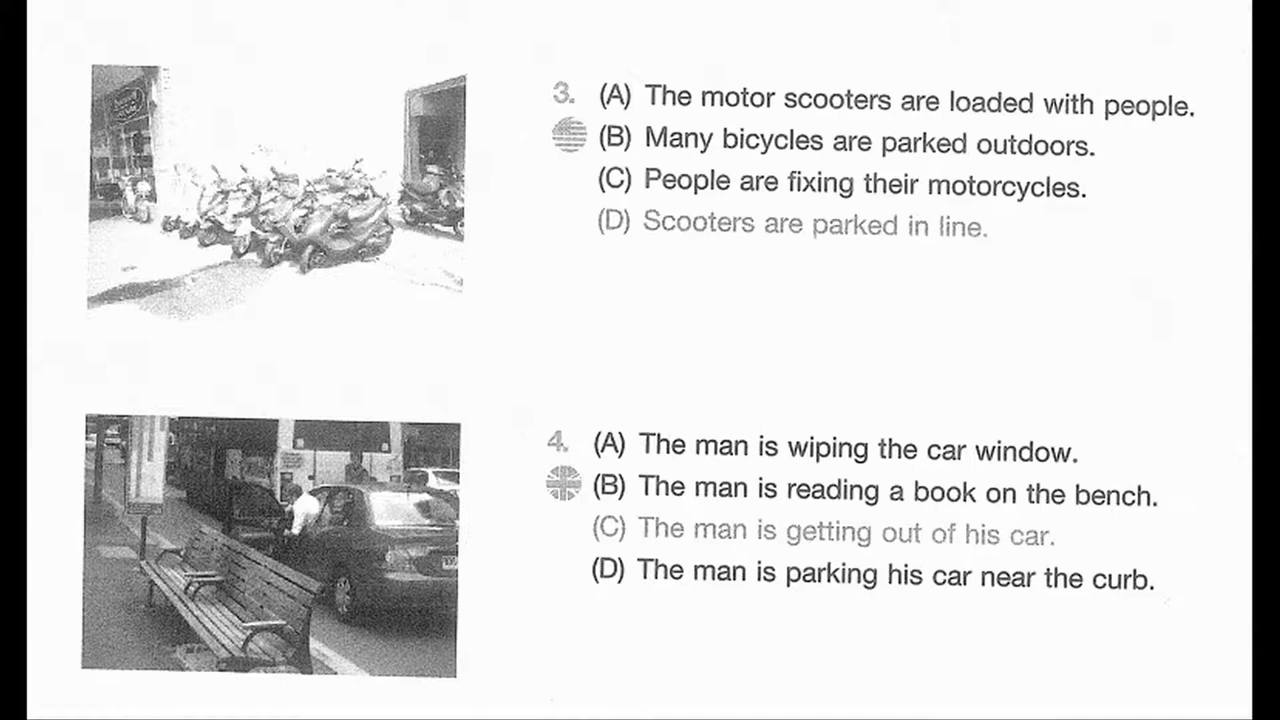 3. (A) The motor scooters are loaded with people.
(B) Many bicycles are parked outdoors.
(C) People are fixing their motorcycles.
(D) Scooters are parked in line.
4. (A) The man is wiping the car window.
(B) The man is reading a book on the bench.
(C) The man is getting out of his car.
(D) The man is parking his car near the curb.